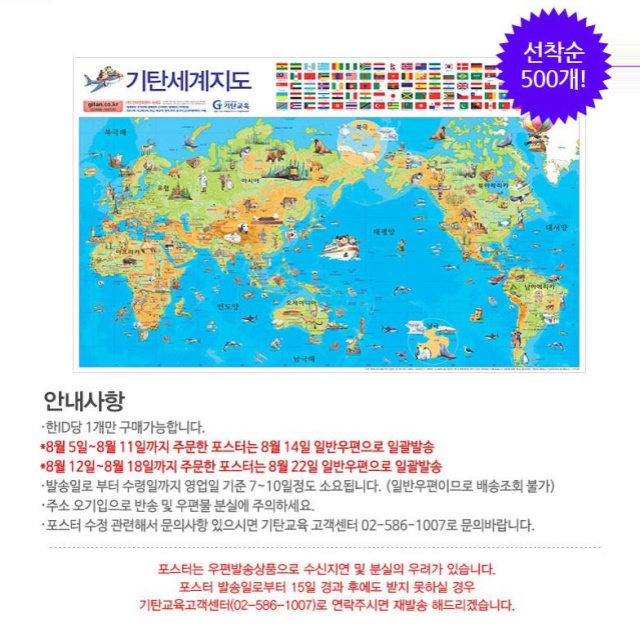 선착순
500개!
기탄세계지도
gitan.co.kr
기탄교육
북극해
북극
유럽
아시아
북아메리카
태평양
대서양
아프리카
인도양
오세아니아
남아메리카
남극
남극해
안내사항
·한ID당 1개만 구매가능합니다.
*8월 5일~8월 11일까지 주문한 포스터는 8월 14일 일반우편으로 일괄발송
*8월 12일~8월 18일까지 주문한 포스터는 8월 22일 일반우편으로 일괄발송
·발송일로 부터 수령일까지 영업일 기준 7~10일정도 소요됩니다. (일반우편이므로 배송조회 불가)
·주소 오기입으로 반송 및 우편물 분실에 주의하세요.
·포스터 수정 관련해서 문의사항 있으시면 기탄교육 고객센터 02-586-1007로 문의바랍니다.
포스터는 우편발송상품으로 수신지연 및 분실의 우려가 있습니다.
포스터 발송일로부터 15일 경과 후에도 받지 못하실 경우
기탄교육고객센터(02-586-1007)로 연락주시면 재발송 해드리겠습니다.